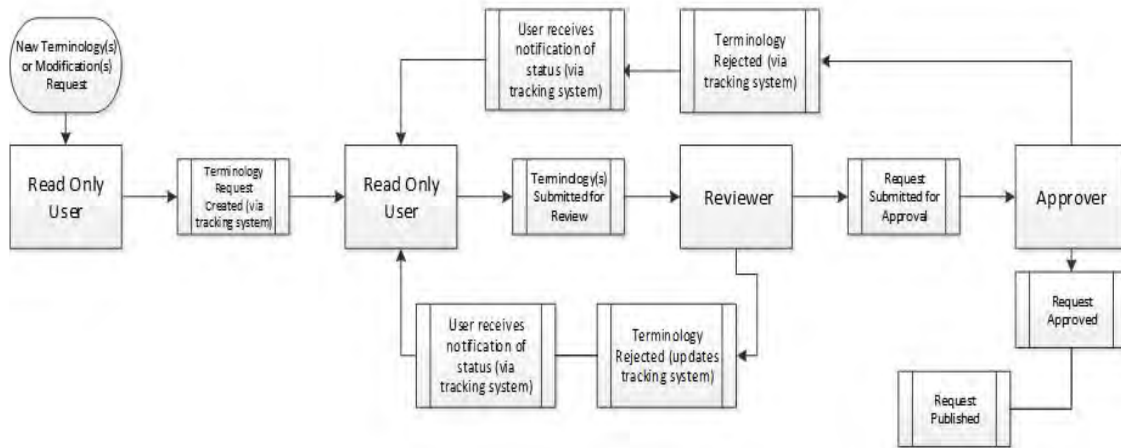 New Terminology(s)
or Modification(s)
Request
User receives
notification of
status (via
tracking system)
Terminology
Rejected (via
tracking system)
Read Only
User
Terminology
Request
Created (via
tracking system)
Read Only
User
Terminology(s)
Submitted for
Review
Reviewer
Request
Submitted for
Approval
Approver
User receives
notification of
status (via
tracking system)
Terminology
Rejected (updates
tracking system)
Request
Approved
Request
Published